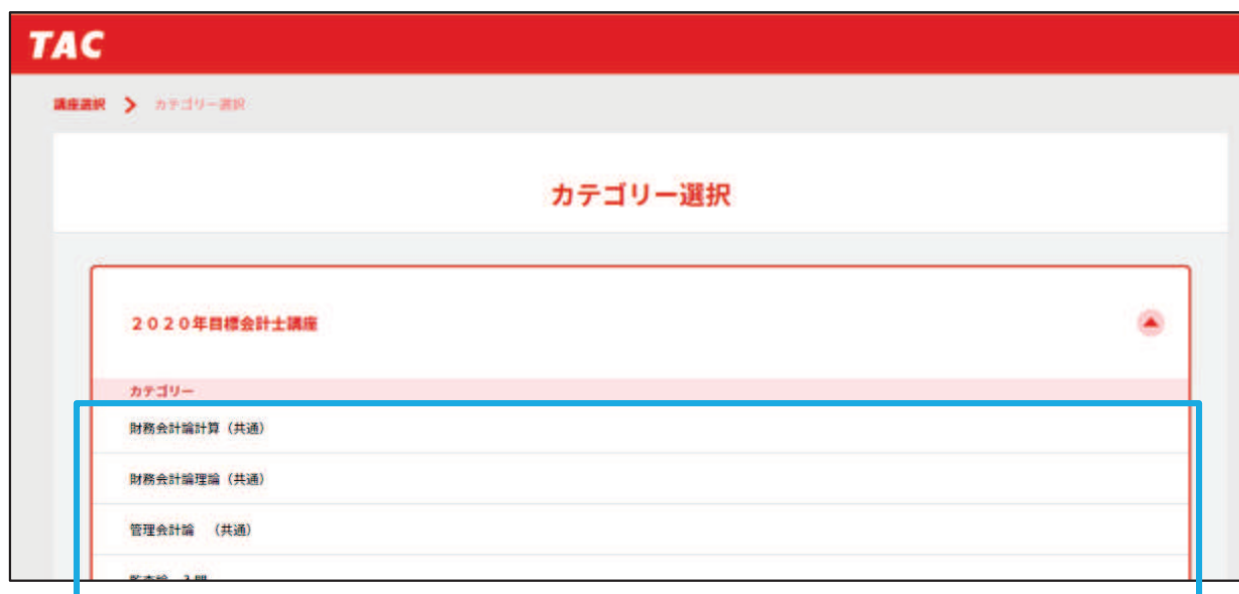 TAC
講座選択 > カテゴリー選択
カテゴリー選択
２０２０年目標会計士講座
カテゴリー
財務会計論計算（共通）
財務会計論理論（共通）
管理会計論　（共通）